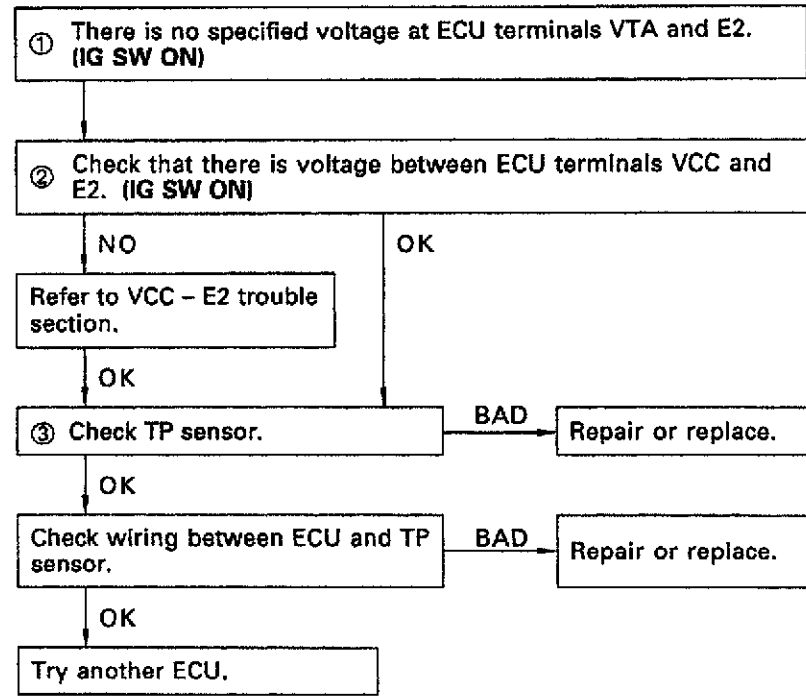 ① There is no specified voltage at ECU terminals VTA and E2.
(IG SW ON)
② Check that there is voltage between ECU terminals VCC and
E2. (IG SW ON)
NO
OK
Refer to VCC – E2 trouble
section.
OK
③ Check TP sensor.
BAD
Repair or replace.
OK
Check wiring between ECU and TP
sensor.
BAD
Repair or replace.
OK
Try another ECU.